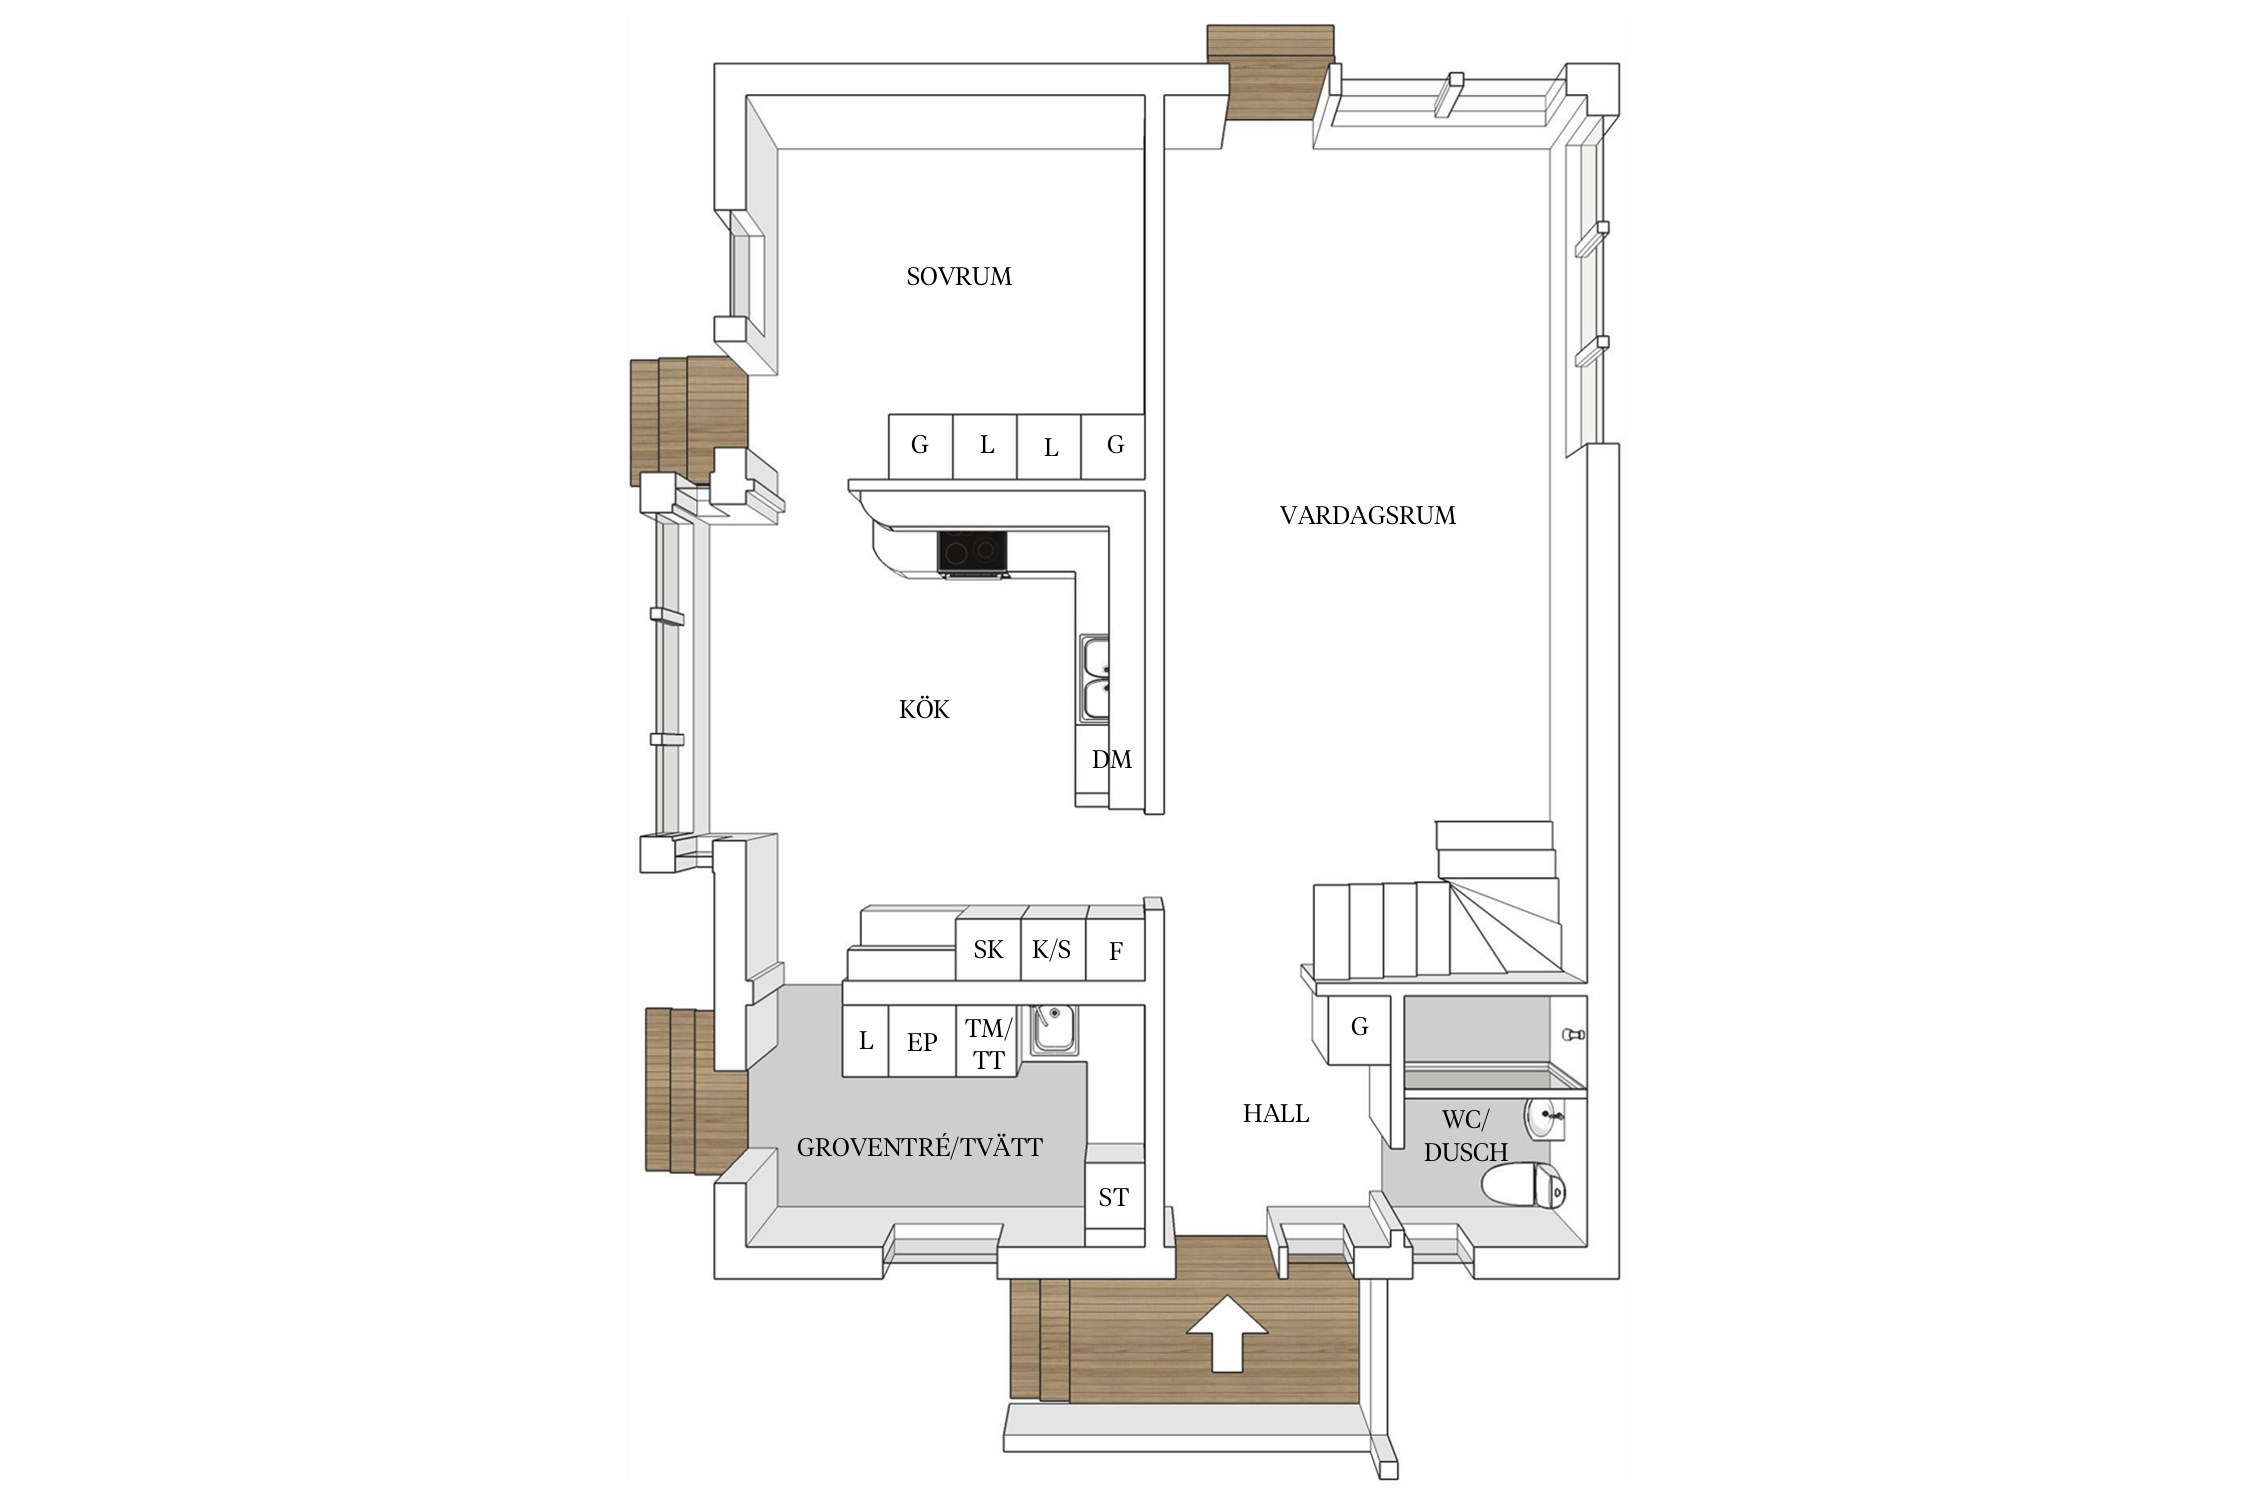 SOVRUM
G
L
L
G
VARDAGSRUM
KÖK
DM
SK
K/S
F
L
EP
TM/
TT
G
HALL
WC/
DUSCH
GROVENTRÉ/TVÄTT
ST